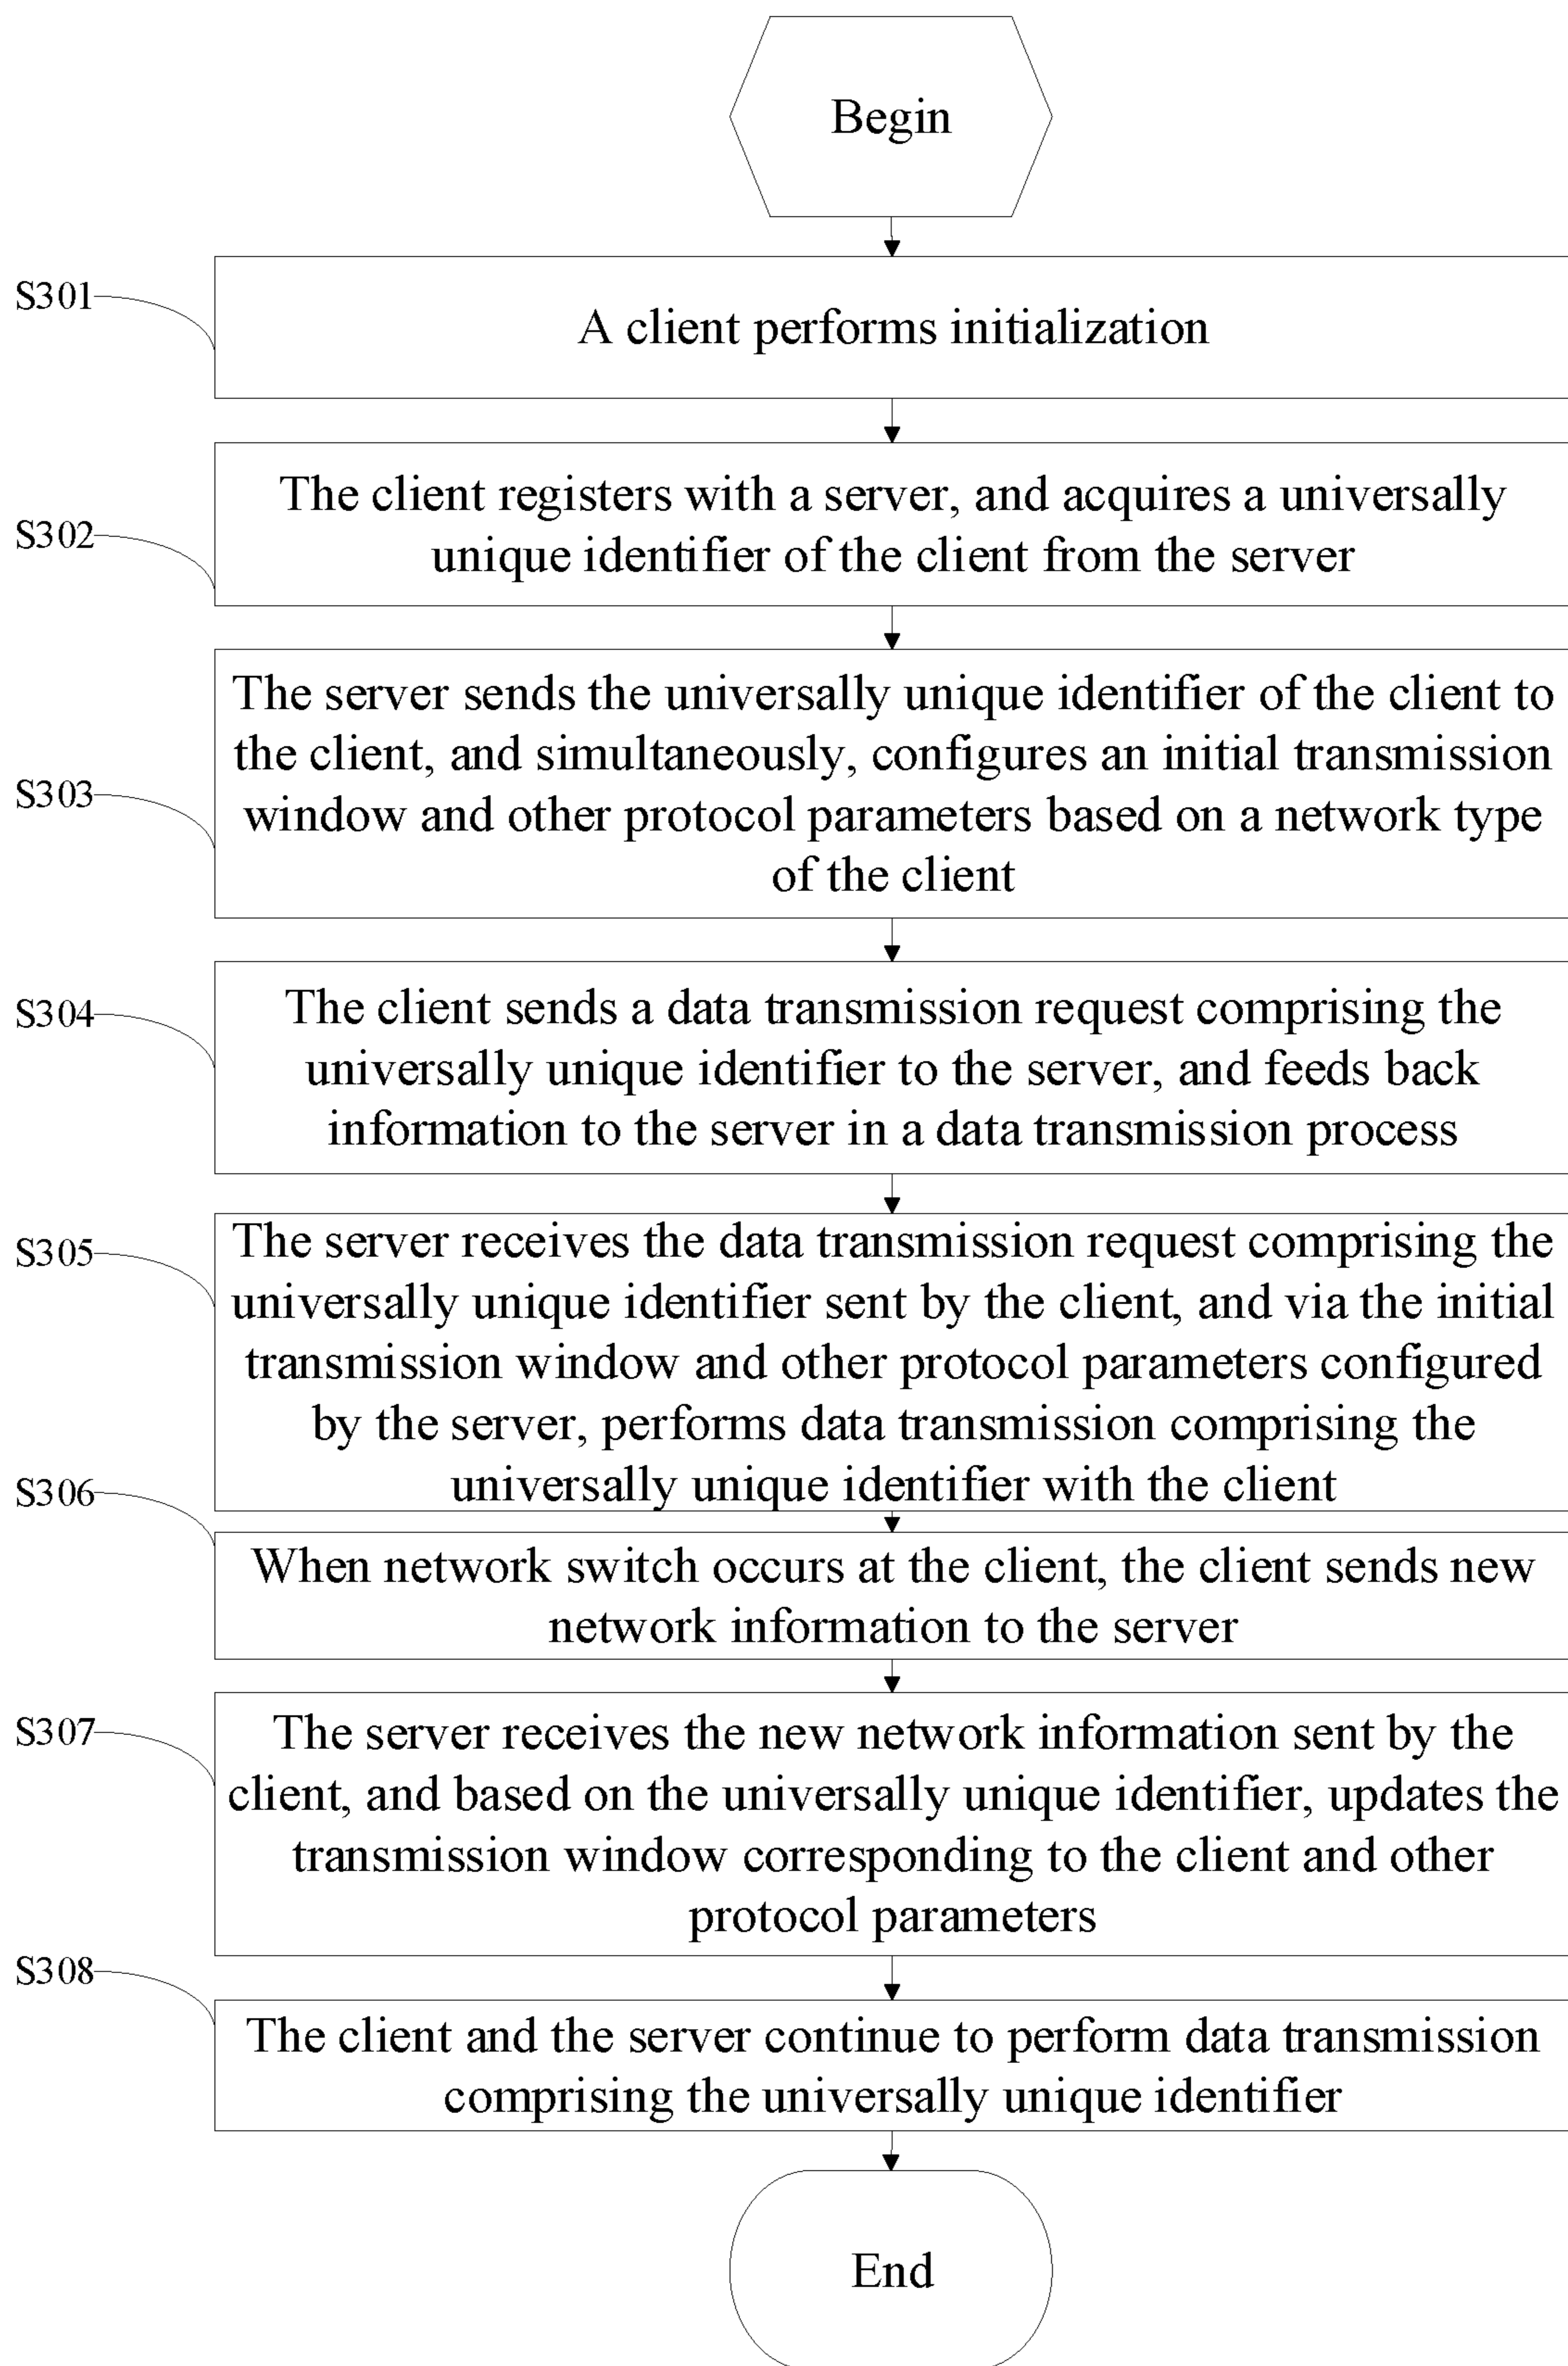 Begin
S301
A client performs initialization
S302
The client registers with a server, and acquires a universally
unique identifier of the client from the server
S303
The server sends the universally unique identifier of the client to
the client, and simultaneously, configures an initial transmission
window and other protocol parameters based on a network type
of the client
S304
The client sends a data transmission request comprising the
universally unique identifier to the server, and feeds back
information to the server in a data transmission process
S305
The server receives the data transmission request comprising the
universally unique identifier sent by the client, and via the initial
transmission window and other protocol parameters configured
by the server, performs data transmission comprising the
universally unique identifier with the client
S306
When network switch occurs at the client, the client sends new
network information to the server
S307
The server receives the new network information sent by the
client, and based on the universally unique identifier, updates the
transmission window corresponding to the client and other
protocol parameters
S308
The client and the server continue to perform data transmission
comprising the universally unique identifier
End